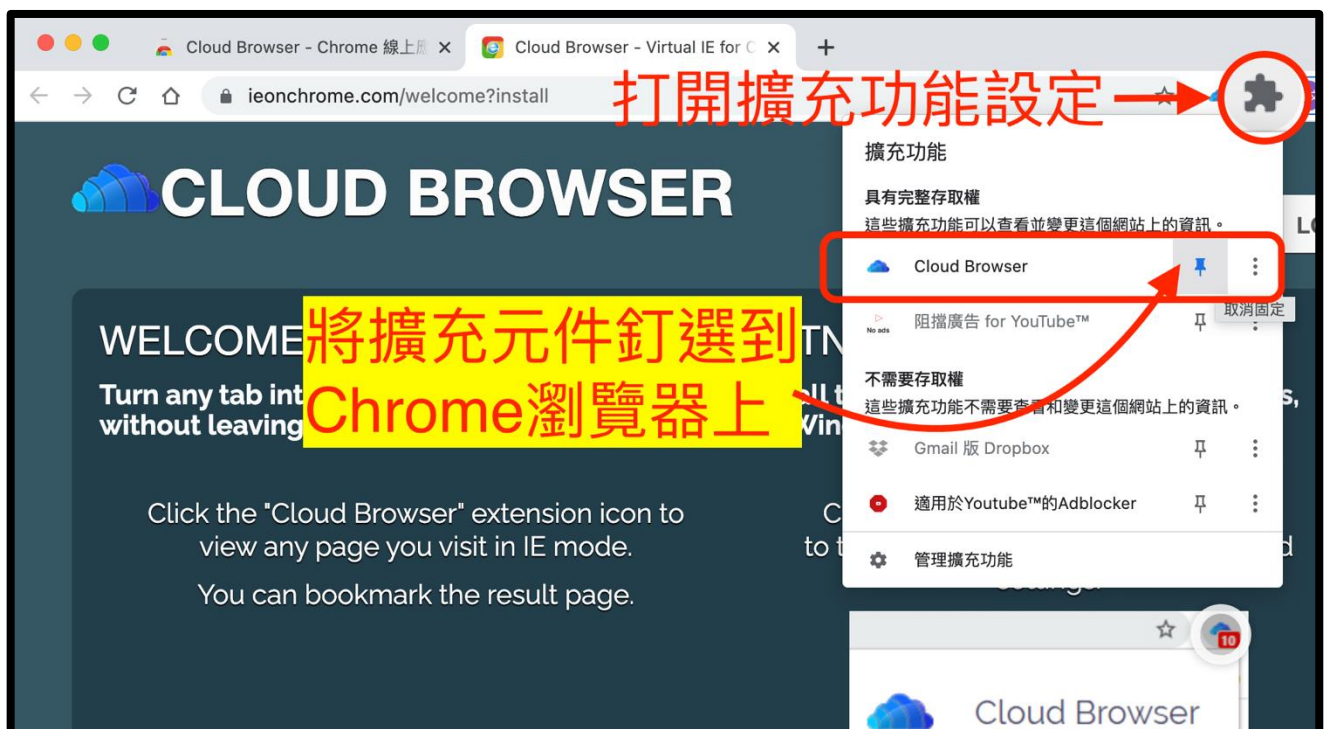 Cloud Browser - Chrome 線上應
Cloud Browser - Virtual IE for C
ieonchrome.com/welcome?install
打開擴充功能設定
CLOUD BROWSER
擴充功能
具有完整存取權
這些擴充功能可以查看並變更這個網站上的資訊。
Cloud Browser
取消固定
No ads
阻擋廣告 for YouTube™
不需要存取權
這些擴充功能不需要查看和變更這個網站上的資訊。
Gmail 版 Dropbox
適用於Youtube™的Adblocker
管理擴充功能
WELCOME
將擴充元件釘選到
Chrome瀏覽器上
Turn any tab int
without leaving
Click the "Cloud Browser" extension icon to
view any page you visit in IE mode.
You can bookmark the result page.
10
Cloud Browser